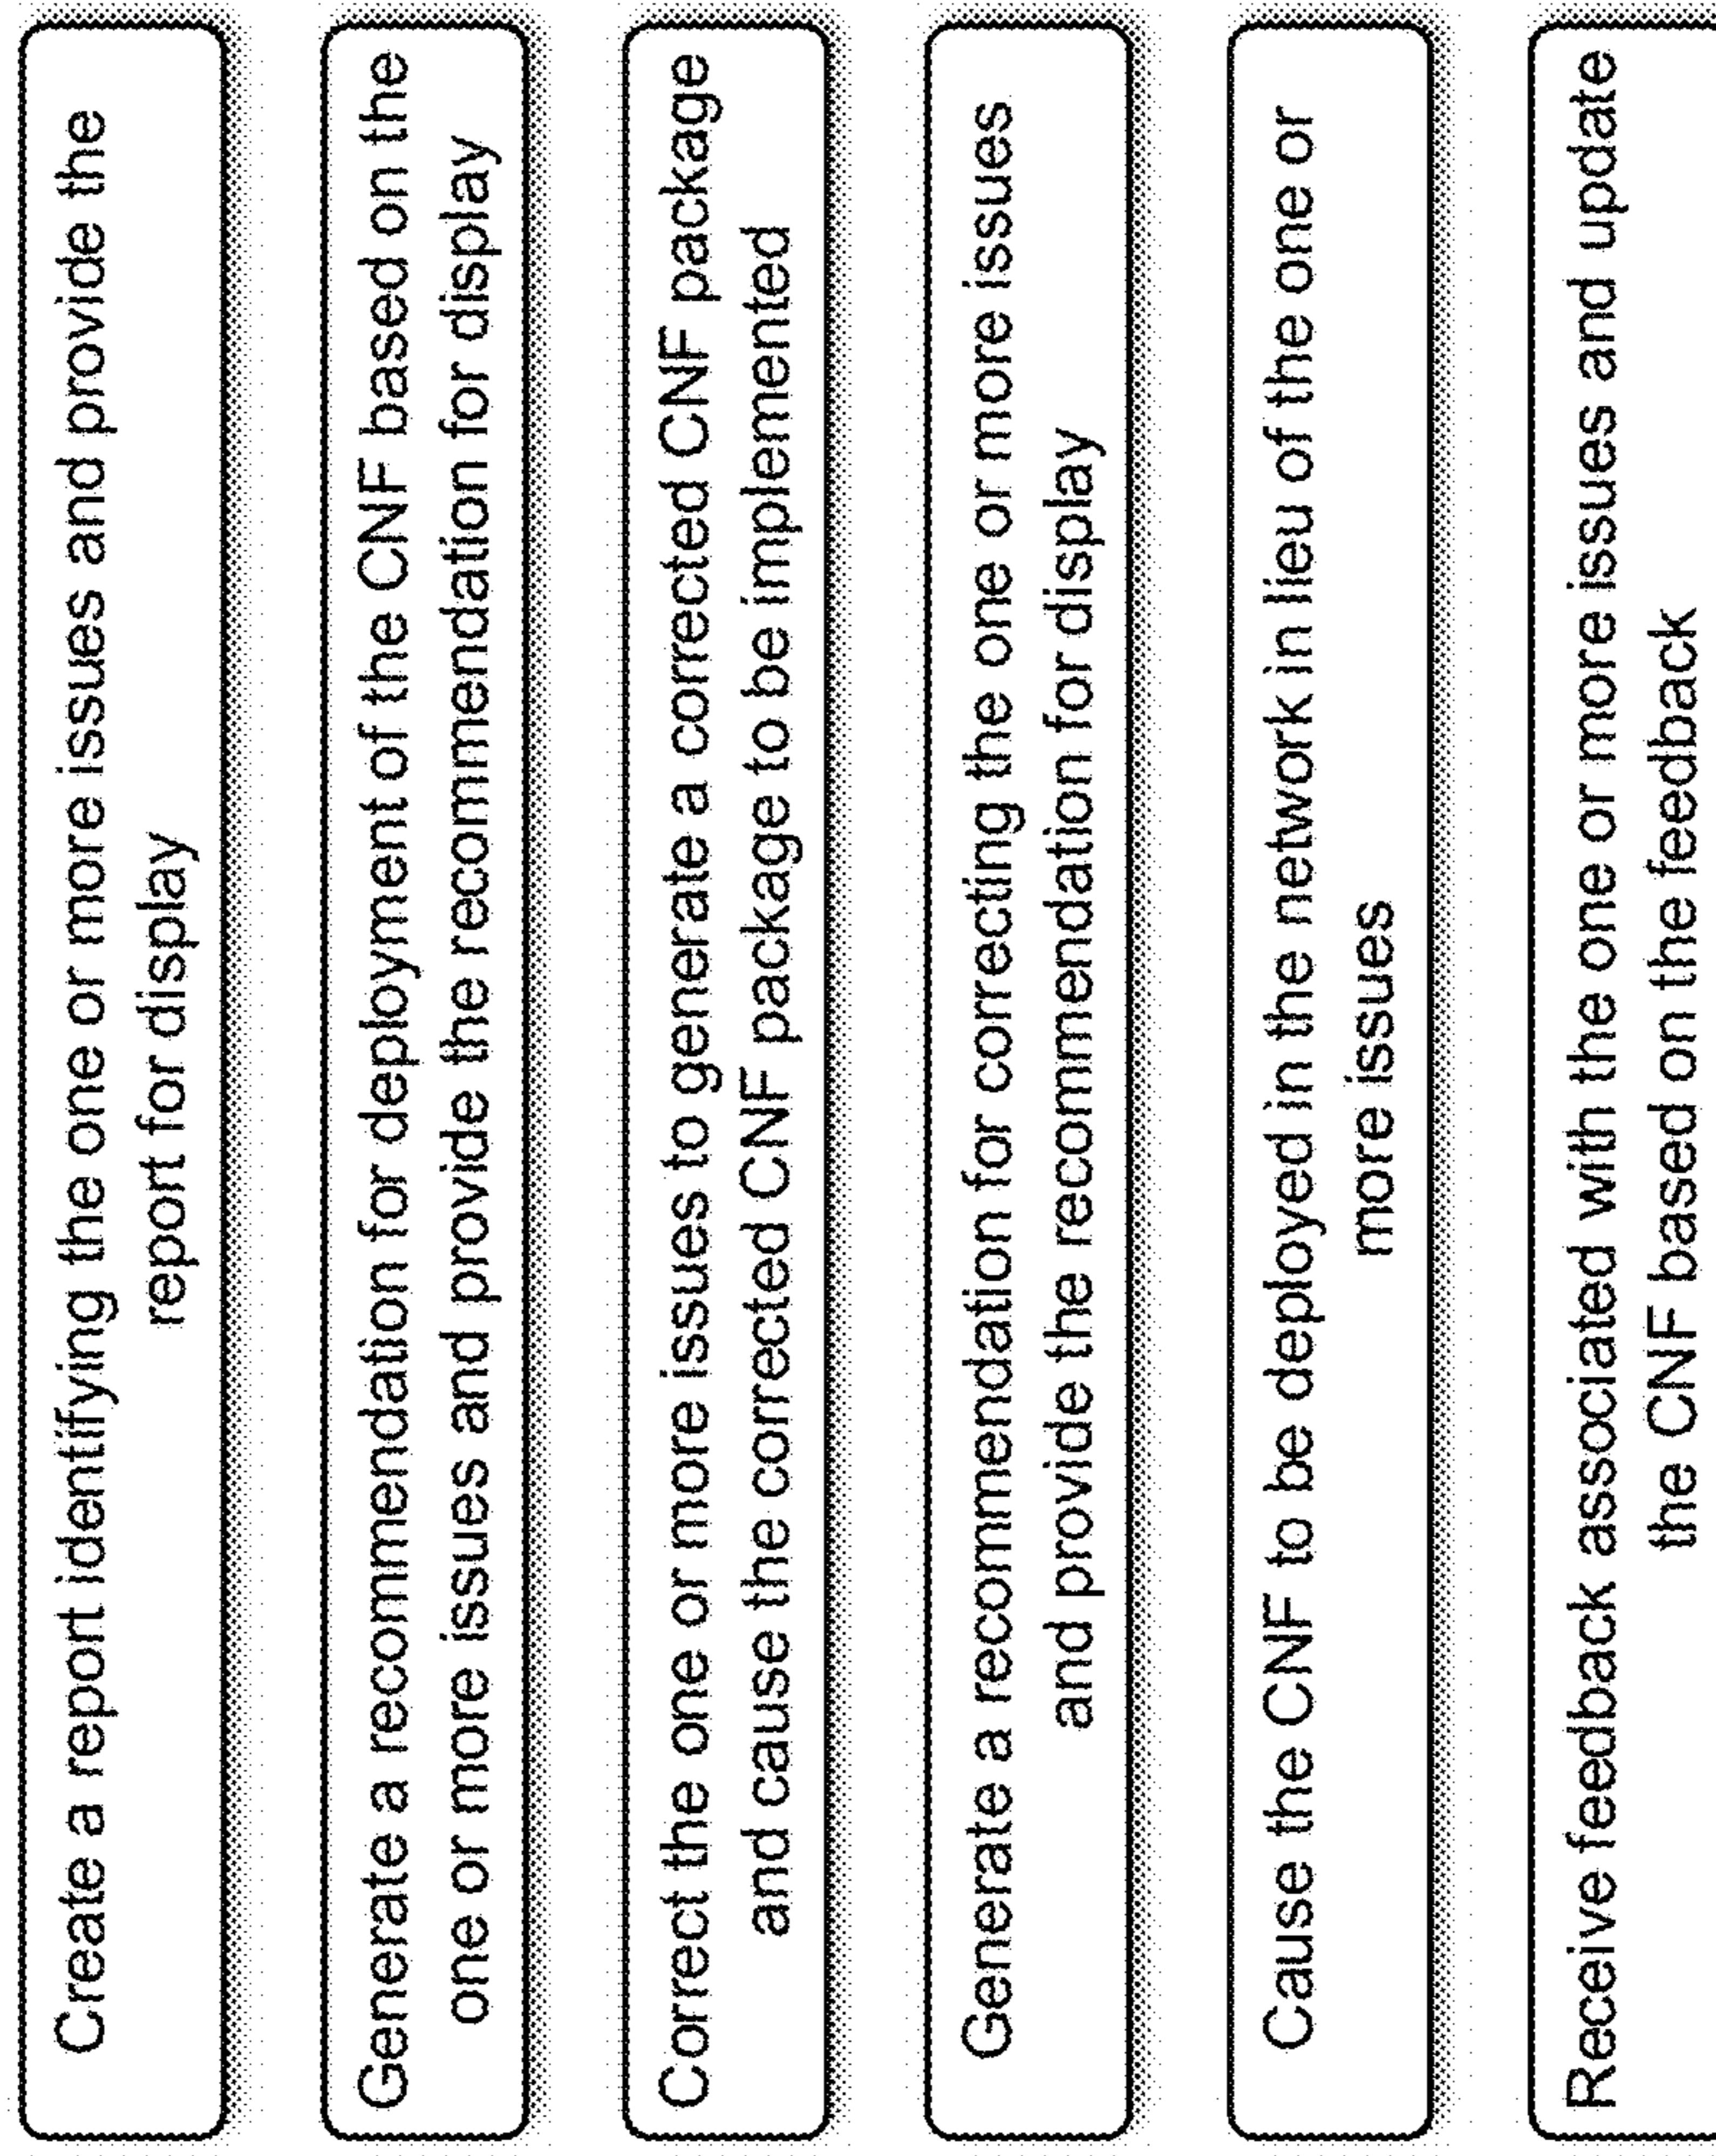 Create a report identifying the one or more issues and provide the
report for display
Generate a recommendation for deployment of the CNF based on the
one or more issues and provide the recommendation for display
Correct the one or more issues to generate a corrected CNF package
and cause the corrected CNF package to be implemented
Generate a recommendation for correcting the one or more issues
and provide the recommendation for display
Cause the CNF to be deployed in the network in lieu of the one or
more issues
Receive feedback associated with the one or more issues and update
the CNF based on the feedback